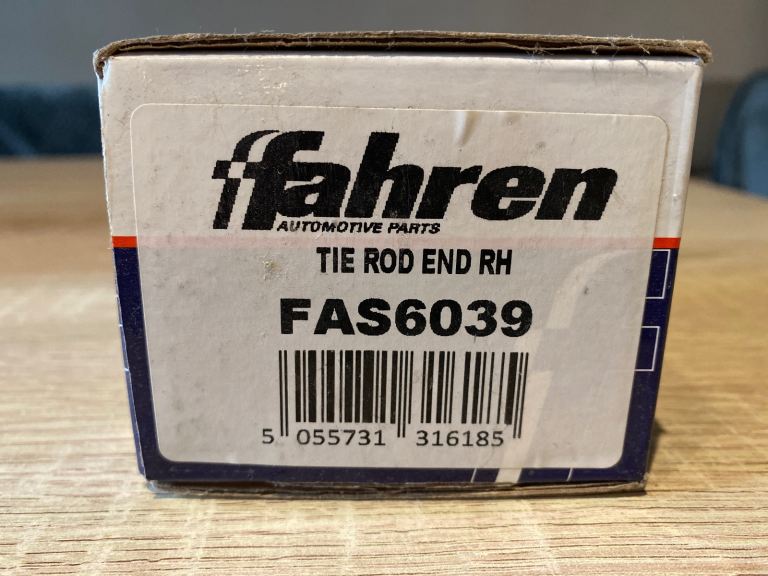 fahren
AUTOMOTIVE PARTS
TIE ROD END RH
FAS6039
5 055731 316185